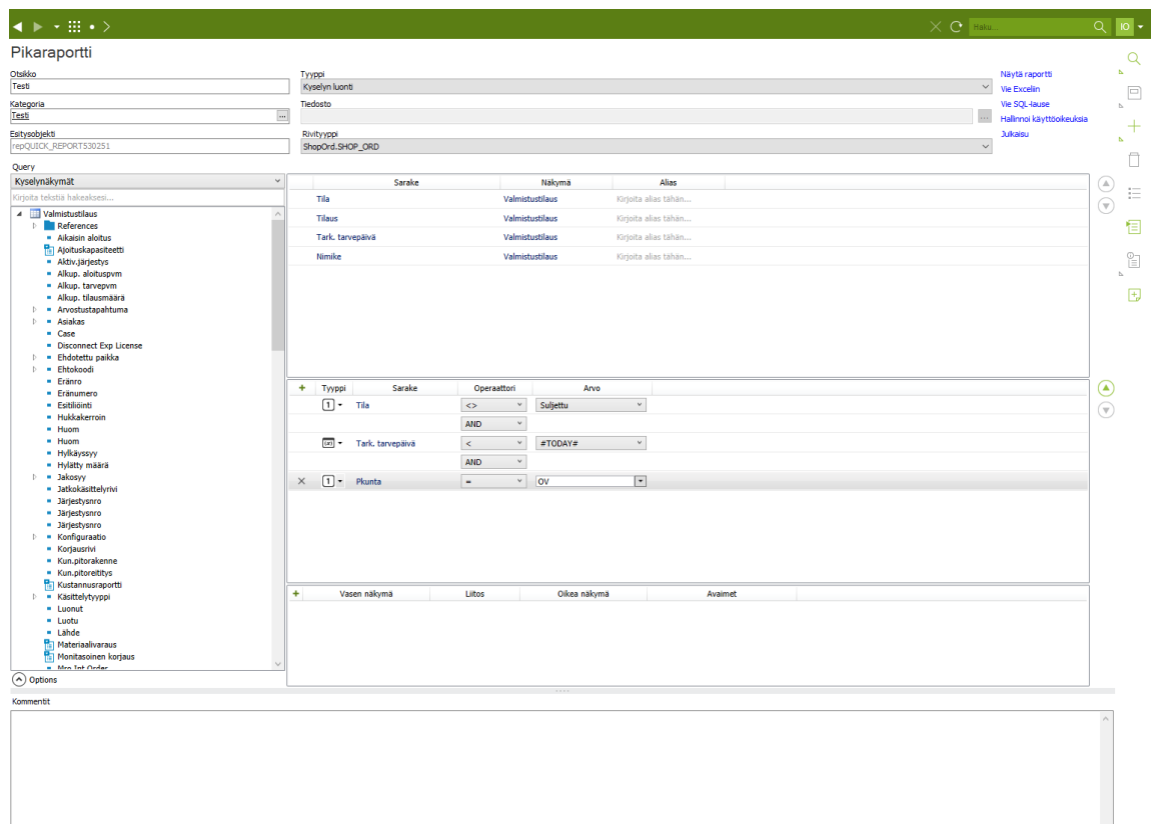 Haku...
IO
Pikaraportti
Otsikko
Tyyppi
Testi
Kyselyn luonti
Kategoria
Tiedosto
Testi
...
...
Esitysobjekti
Rivityyppi
repQUICK_REPORT530251
ShopOrd.SHOP_ORD
Näytä raportti
Vie Exceliin
Vie SQL-lause
Hallinnoi käyttöoikeuksia
Julkaisu
Query
Kyselynäkymät
Kirjoita tekstiä hakeaksesi...
Valmistustilaus
References
Aikaisin aloitus
Ajoituskapasiteetti
Aktiv.järjestys
Alkup. aloituspvm
Alkup. tarvepvm
Alkup. tilausmäärä
Arvostustapahtuma
Asiakas
Case
Disconnect Exp License
Ehdotettu paikka
Ehtokoodi
Eränro
Eränumero
Esitiliöinti
Hukkakerroin
Huom
Huom
Hylkäyssyy
Hylätty määrä
Jakosyy
Jatkokäsittelyrivi
Järjestysnro
Järjestysnro
Järjestysnro
Konfiguraatio
Korjausrivi
Kun.pitorakenne
Kun.pitoreititys
Kustannusraportti
Käsittelytyyppi
Luonut
Luotu
Lähde
Materiaalivaraus
Monitasoinen korjaus
Mrp Int Order
Options
Sarake Näkymä Alias
Tila Valmistustilaus Kirjoita alias tähän...
Tilaus Valmistustilaus Kirjoita alias tähän...
Tark. tarvepäivä Valmistustilaus Kirjoita alias tähän...
Nimike Valmistustilaus Kirjoita alias tähän...
Tyyppi Sarake Operaattori Arvo
1 Tila <> Suljettu
AND
Tark. tarvepäivä < #TODAY#
AND
1 Pkunta = OV
Vasen näkymä Liitos Oikea näkymä Avaimet
Kommentit